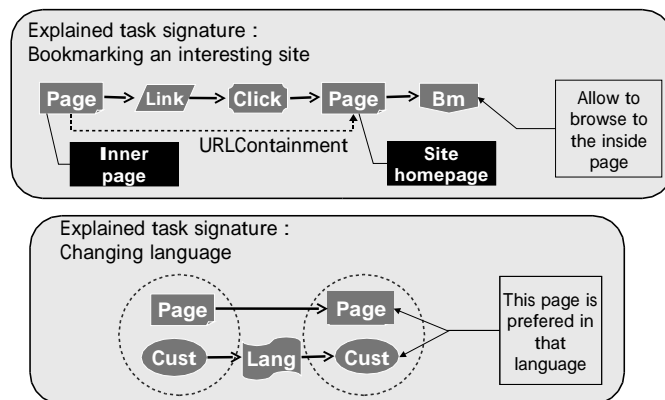 Explained task signature :
Bookmarking an interesting site
Page Link Click Page Bm
URLContainment
Inner
page
Site
homepage
Allow to
browse to
the inside
page
Explained task signature :
Changing language
Page Page
Cust Lang Cust
This page is
prefered in
that
language